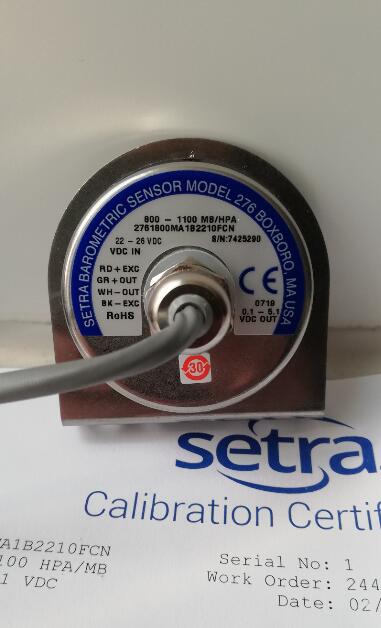 SETRA BAROMETRIC SENSOR MODEL 276 BOXBORO, MA USA
800 - 1100 MB/HPA
2761800MA1B2210FCN
22 - 26 VDC
S/N:7425290
VDC IN
RD + EXC
GR + OUT
WH - OUT
BK - EXC
RoHS
CE
0719
0.1 - 5.1
VDC OUT
30
setra
Calibration Certif
A1B2210FCN
100 HPA/MB
1 VDC
Serial No: 1
Work Order: 244
Date: 02/